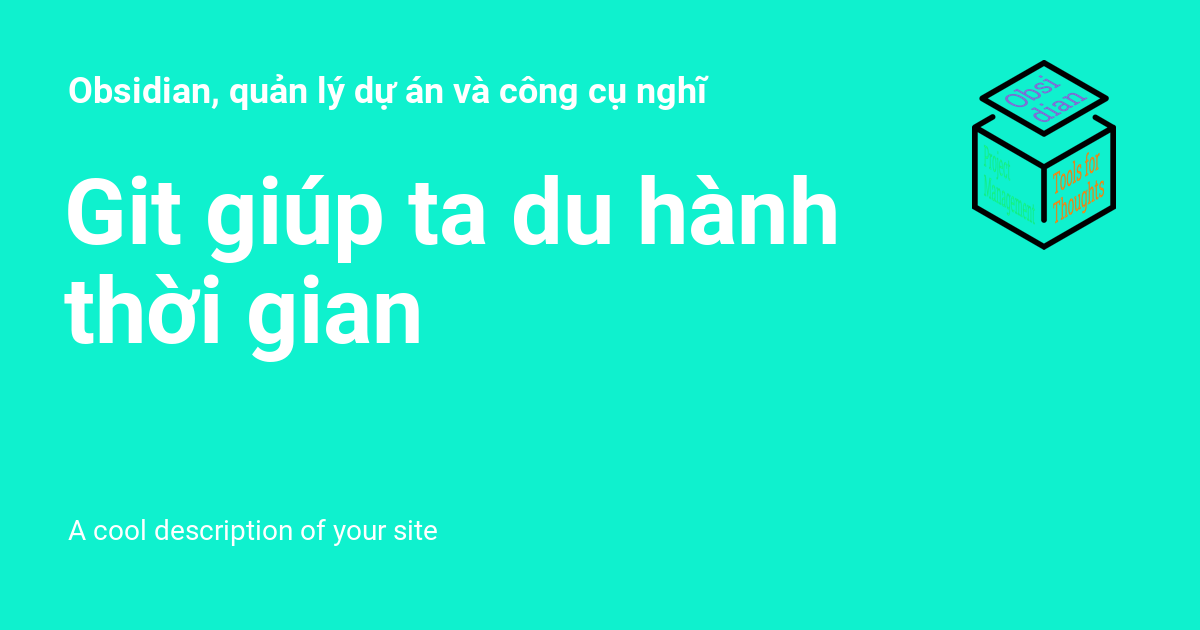 Obsidian, quản lý dự án và công cụ nghĩ
Obsi
dian
Project
Management
Tools for
Thoughts
Git giúp ta du hành
thời gian
A cool description of your site